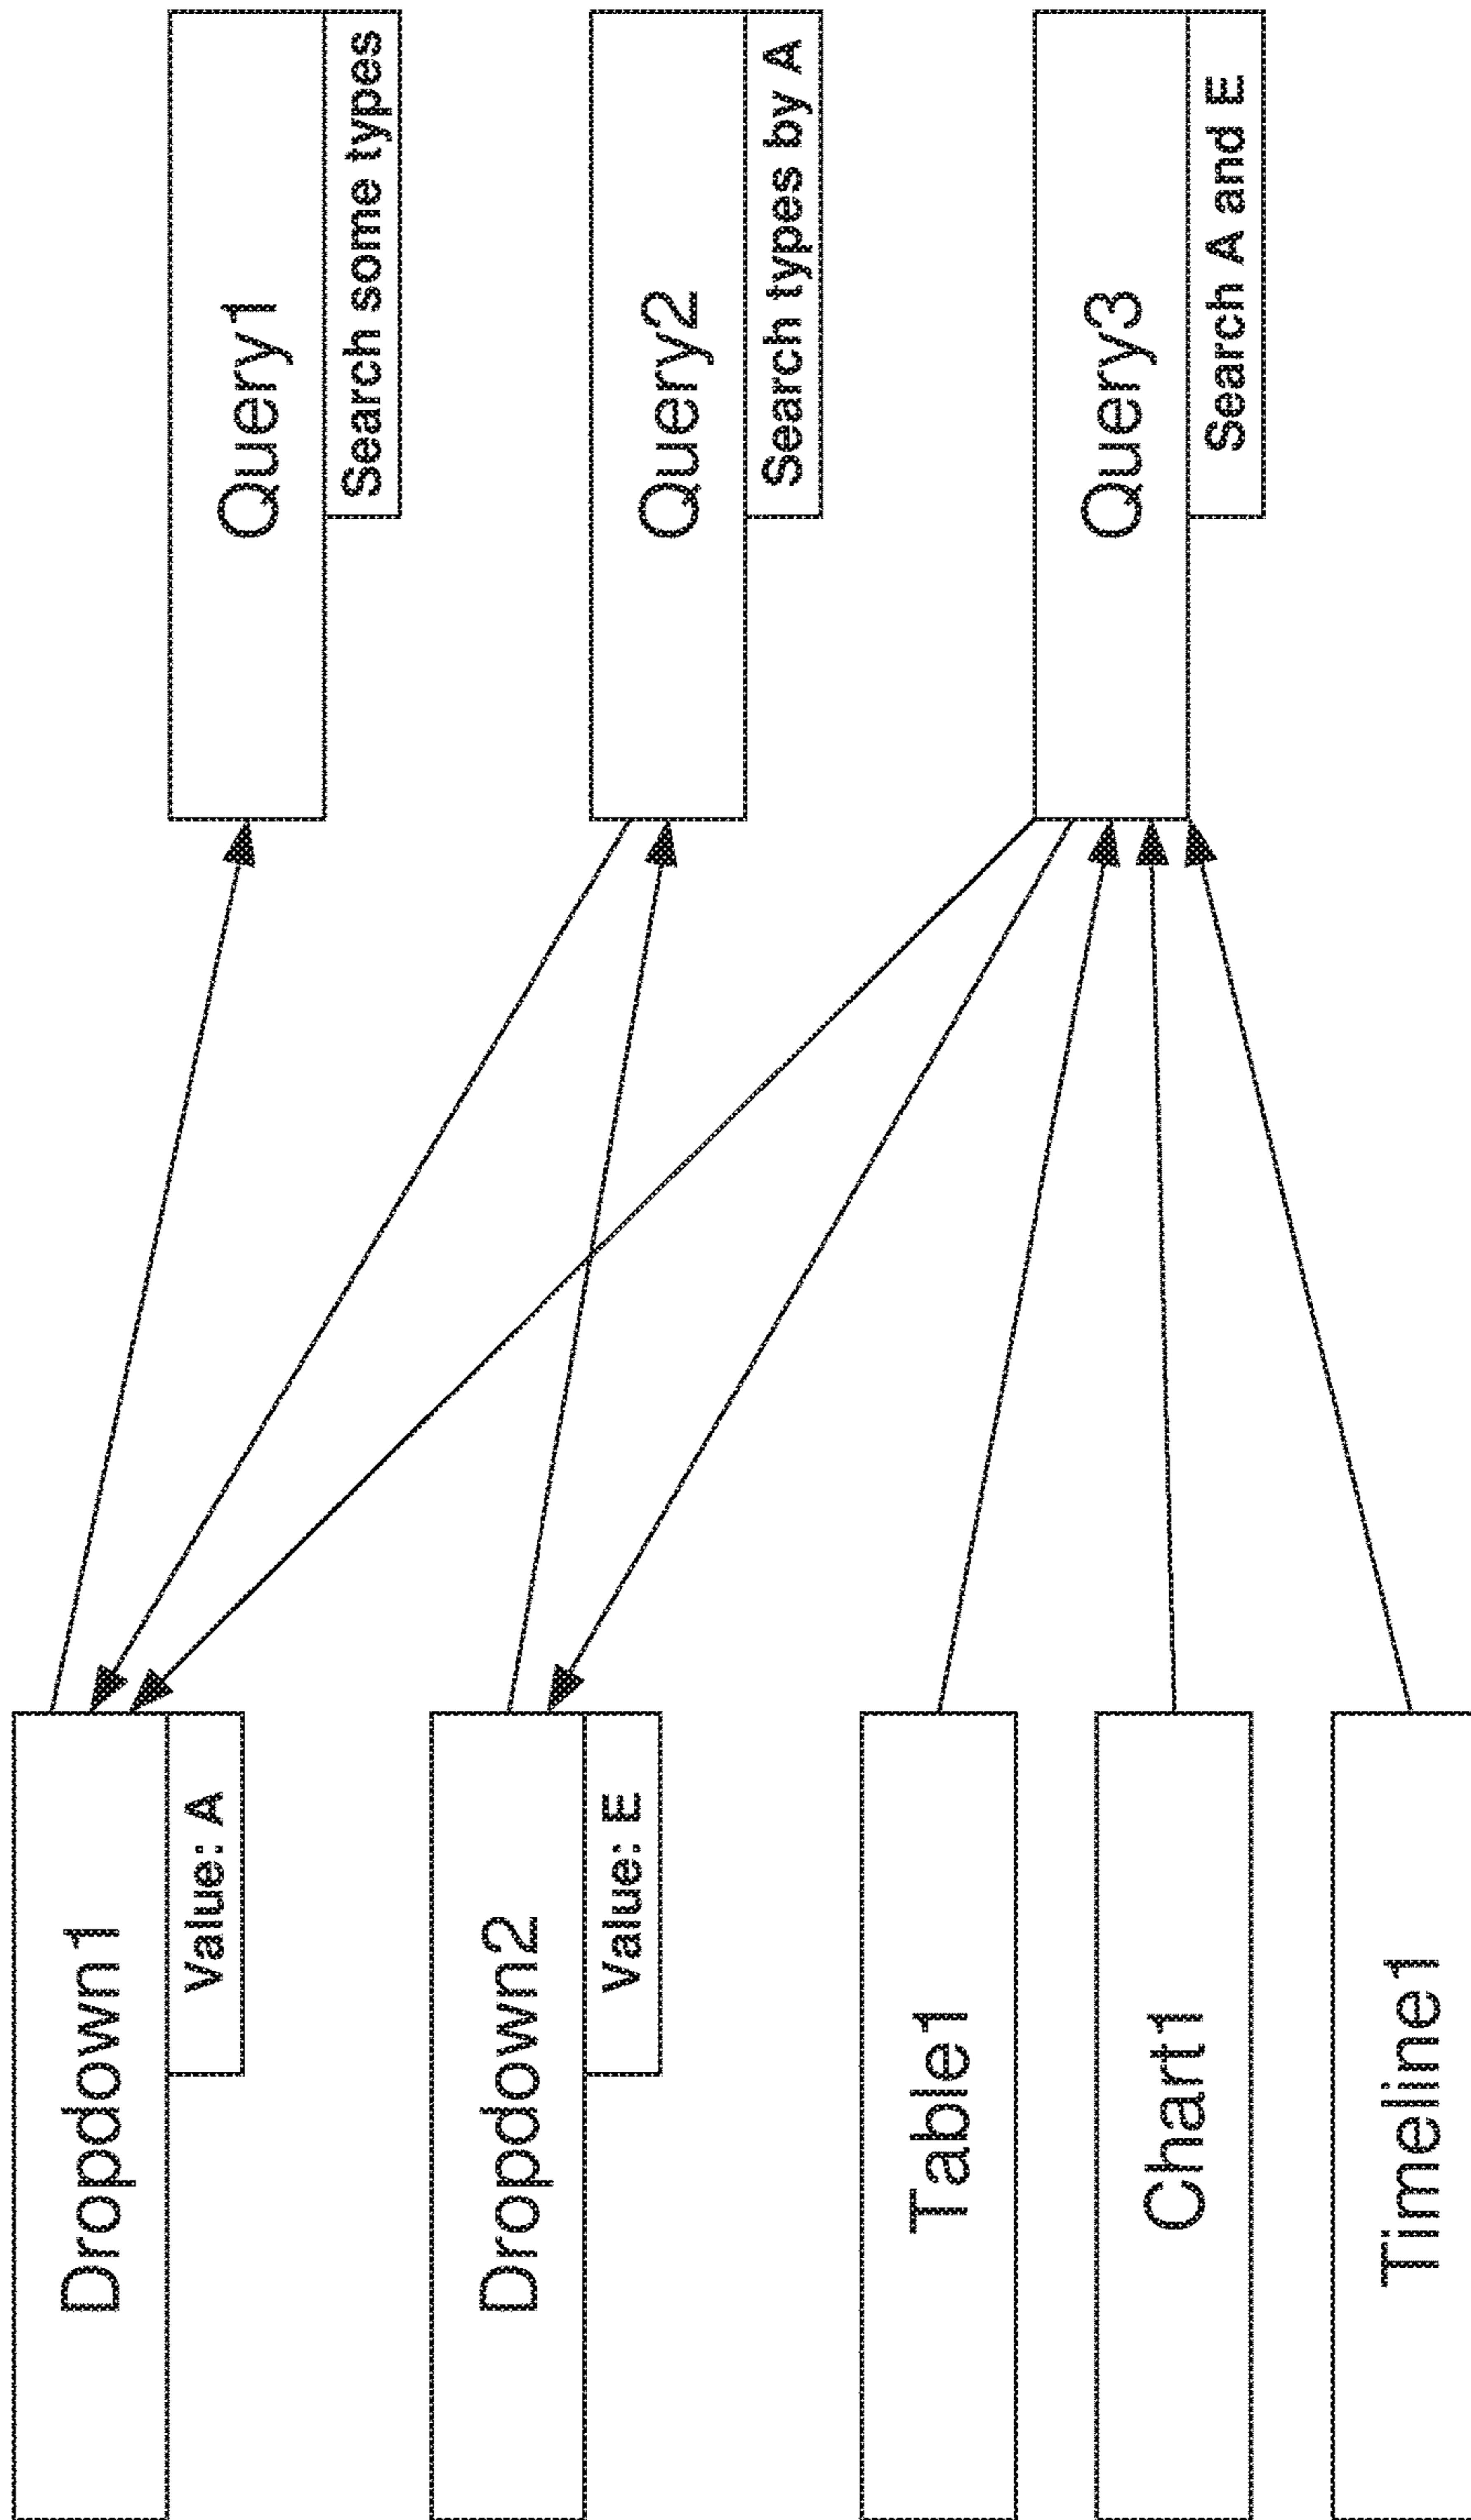 Dropdown1
Value: A
Dropdown2
Value: E
Table1
Chart1
Timeline1
Query1
Search some types
Query2
Search types by A
Query3
Search A and E